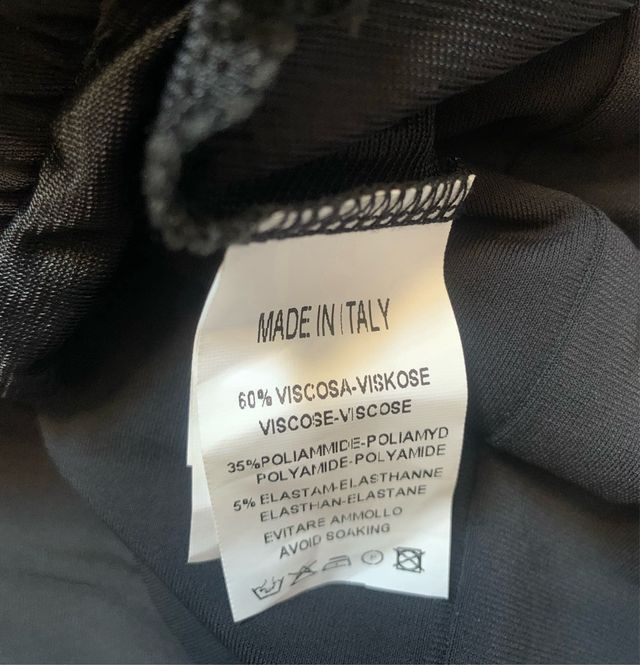 MADE IN ITALY
60% VISCOSA-VISKOSE
VISCOSE-VISCOSE
35%POLIAMMIDE-POLIAMYD
POLYAMIDE-POLYAMIDE
5% ELASTAM-ELASTHANNE
ELASTHAN-ELASTANE
EVITARE AMMOLLO
AVOID SOAKING